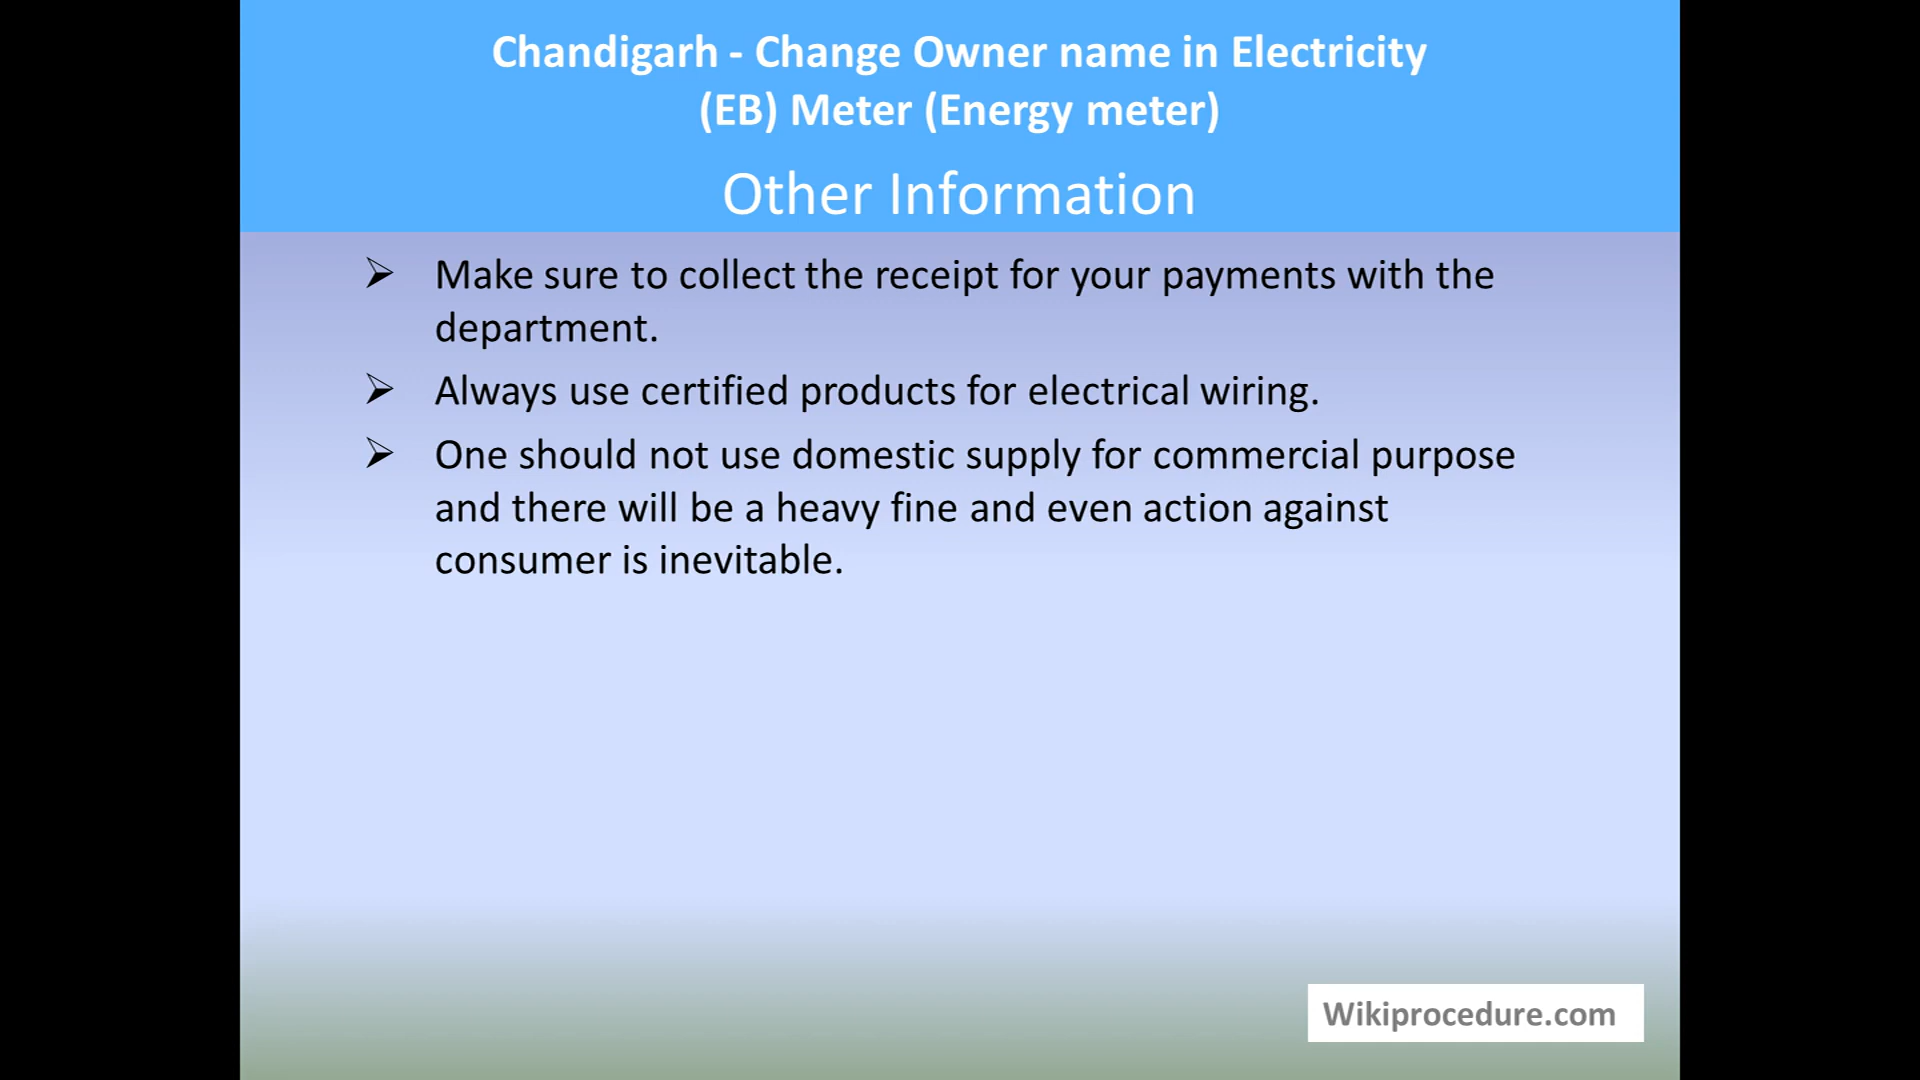 Chandigarh - Change Owner name in Electricity
(EB) Meter (Energy meter)
Other Information
➢ Make sure to collect the receipt for your payments with the
department.
➢ Always use certified products for electrical wiring.
➢ One should not use domestic supply for commercial purpose
and there will be a heavy fine and even action against
consumer is inevitable.
Wikiprocedure.com